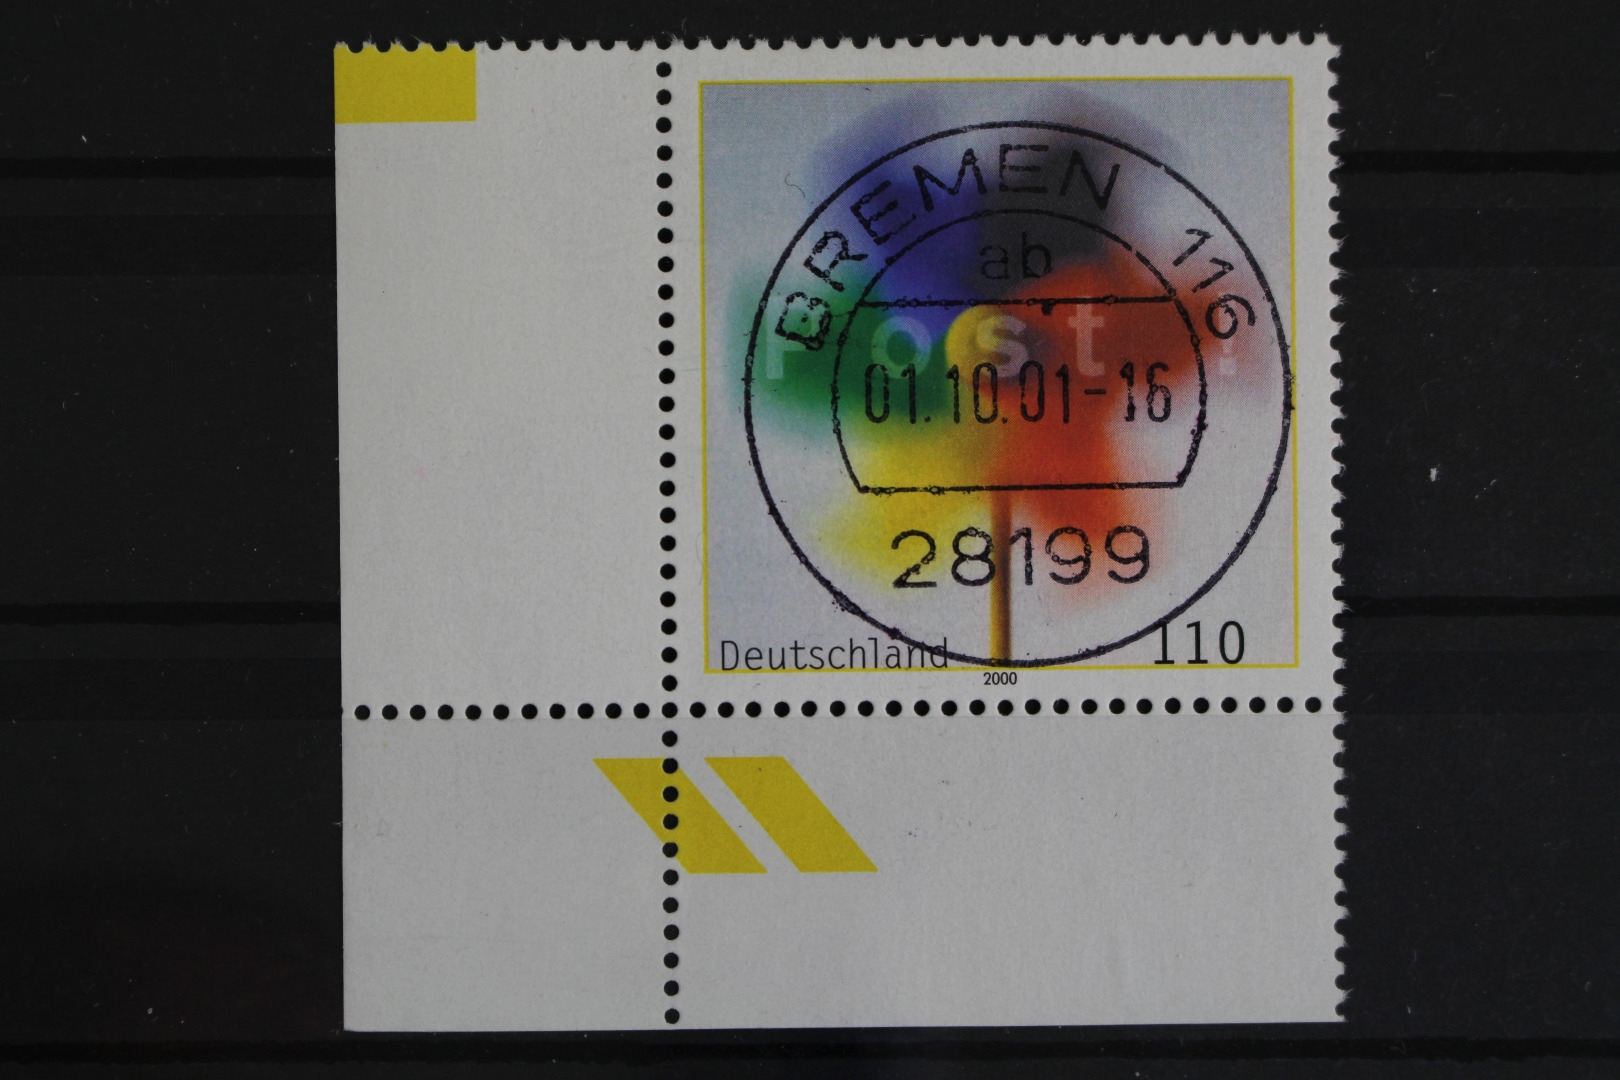 BREMEN 116
ab
Post!
01.10.01-16
28199
Deutschland
110
2000